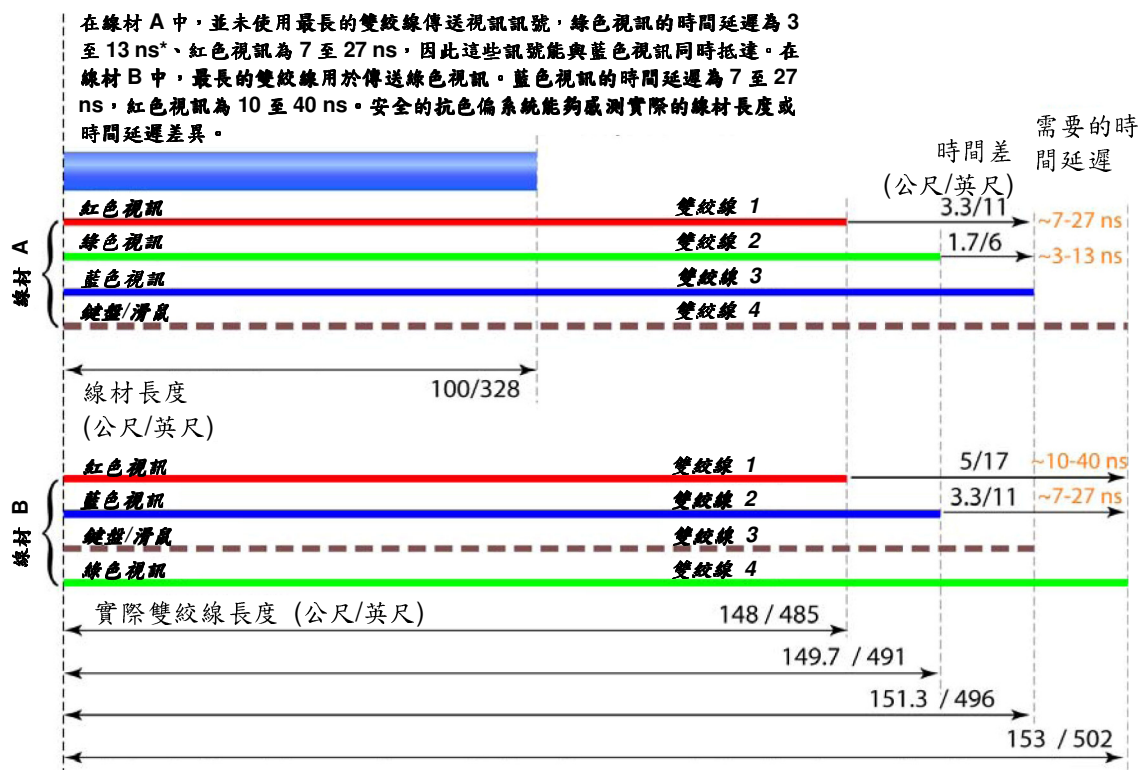 在線材 A 中，並未使用最長的雙絞線傳送視訊訊號，綠色視訊的時間延遲為 3
至 13 ns*、紅色視訊為 7 至 27 ns，因此這些訊號能與藍色視訊同時抵達。在
線材 B 中，最長的雙絞線用於傳送綠色視訊。藍色視訊的時間延遲為 7 至 27
ns，紅色視訊為 10 至 40 ns。安全的抗色偏系統能夠感測實際的線材長度或
時間延遲差異。
需要的時
間延遲
時間差
(公尺/英尺)
線材 A
紅色視訊 雙絞線 1 3.3/11 ~7-27 ns
綠色視訊 雙絞線 2 1.7/6 ~3-13 ns
藍色視訊 雙絞線 3
鍵盤/滑鼠 雙絞線 4
線材長度 100/328
(公尺/英尺)
線材 B
紅色視訊 雙絞線 1 5/17 ~10-40 ns
藍色視訊 雙絞線 2 3.3/11 ~7-27 ns
鍵盤/滑鼠 雙絞線 3
綠色視訊 雙絞線 4
實際雙絞線長度 (公尺/英尺) 148 / 485
149.7 / 491
151.3 / 496
153 / 502